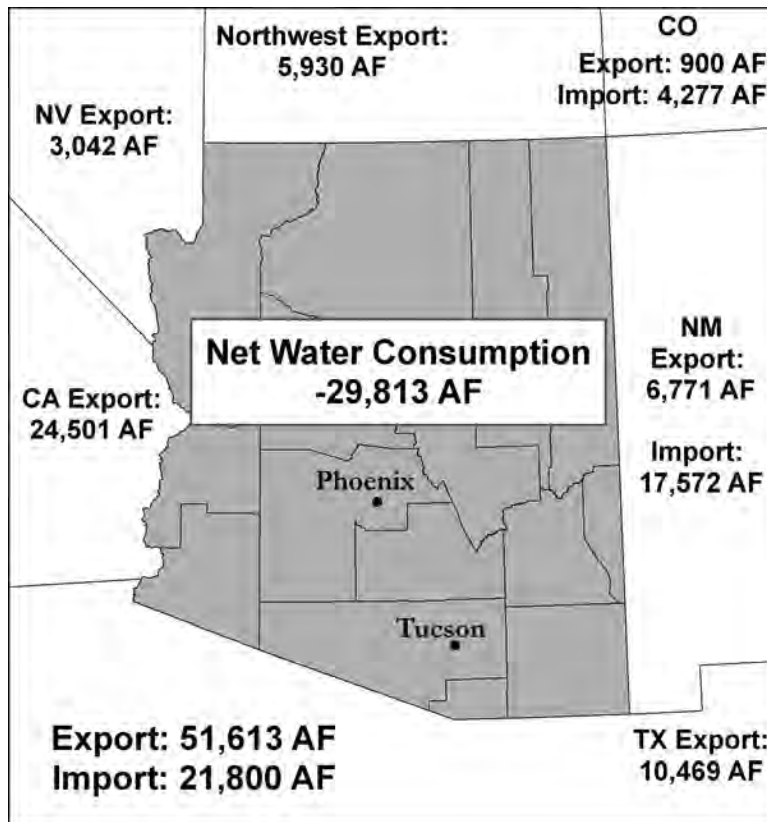 Northwest Export:
5,930 AF
CO
Export: 900 AF
Import: 4,277 AF
NV Export:
3,042 AF
Net Water Consumption
-29,813 AF
NM
Export:
6,771 AF
Import:
17,572 AF
CA Export:
24,501 AF
Phoenix
Tucson
Export: 51,613 AF
Import: 21,800 AF
TX Export:
10,469 AF